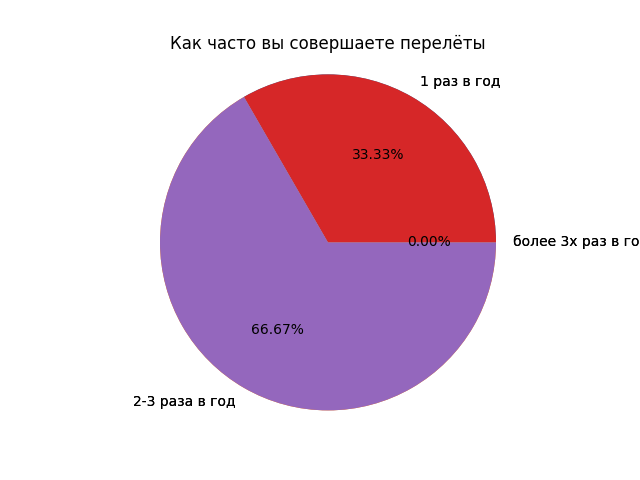 Как часто вы совершаете перелёты
1 раз в год
33.33%
0.00%
более 3х раз в го
66.67%
2-3 раза в год